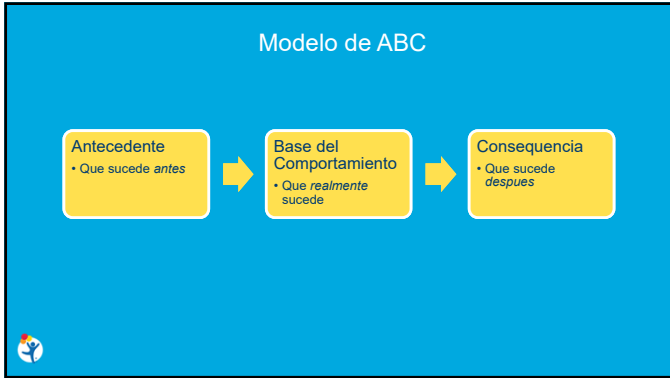 Modelo de ABC
Antecedente
• Que sucede antes
Base del
Comportamiento
• Que realmente
sucede
Consequencia
• Que sucede
despues